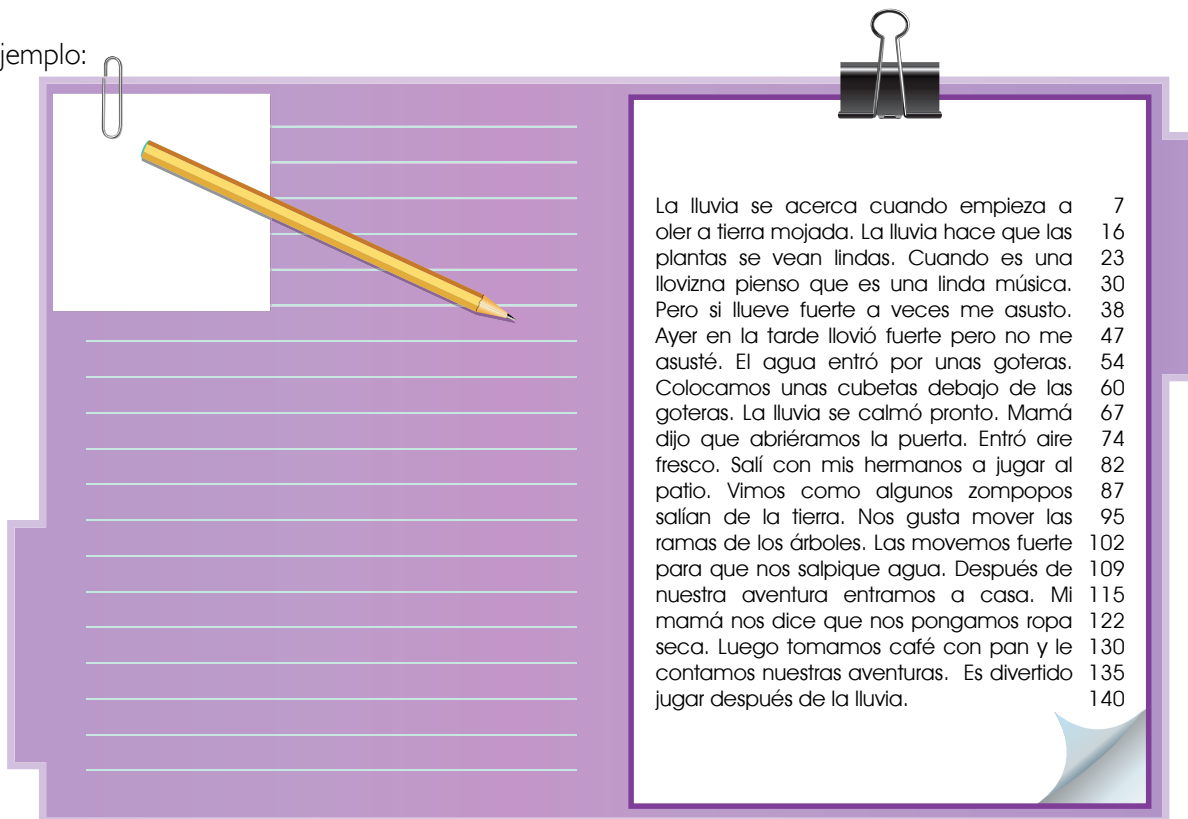 jemplo:
La lluvia se acerca cuando empieza a 7
oler a tierra mojada. La lluvia hace que las 16
plantas se vean lindas. Cuando es una 23
llovizna pienso que es una linda música. 30
Pero si llueve fuerte a veces me asusto. 38
Ayer en la tarde llovió fuerte pero no me 47
asusté. El agua entró por unas goteras. 54
Colocamos unas cubetas debajo de las 60
goteras. La lluvia se calmó pronto. Mamá 67
dijo que abriéramos la puerta. Entró aire 74
fresco. Salí con mis hermanos a jugar al 82
patio. Vimos como algunos zompopos 87
salían de la tierra. Nos gusta mover las 95
ramas de los árboles. Las movemos fuerte 102
para que nos salpique agua. Después de 109
nuestra aventura entramos a casa. Mi 115
mamá nos dice que nos pongamos ropa 122
seca. Luego tomamos café con pan y le 130
contamos nuestras aventuras. Es divertido 135
jugar después de la lluvia. 140